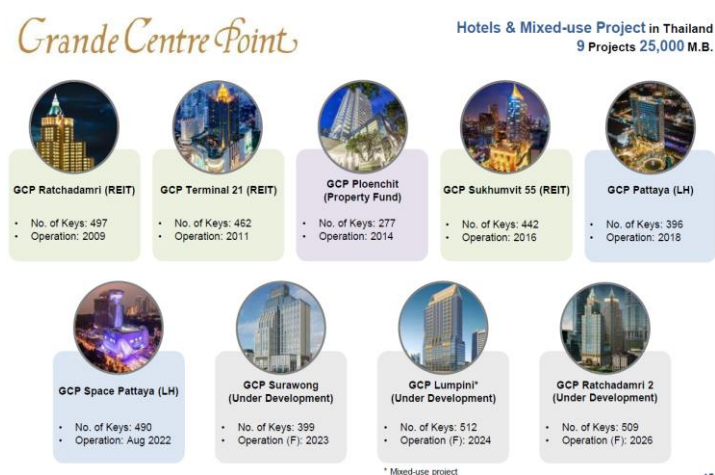 Grande Centre Point
Hotels & Mixed-use Project in Thailand
9 Projects 25,000 M.B.
GCP Ratchadamri (REIT)
• No. of Keys: 497
• Operation: 2009
GCP Terminal 21 (REIT)
• No. of Keys: 462
• Operation: 2011
GCP Ploenchit
(Property Fund)
• No. of Keys: 277
• Operation: 2014
GCP Sukhumvit 55 (REIT)
• No. of Keys: 442
• Operation: 2016
GCP Pattaya (LH)
• No. of Keys: 396
• Operation: 2018
GCP Space Pattaya (LH)
• No. of Keys: 490
• Operation: Aug 2022
GCP Surawong
(Under Development)
• No. of Keys: 399
• Operation (F): 2023
GCP Lumpini*
(Under Development)
• No. of Keys: 512
• Operation (F): 2024
GCP Ratchadamri 2
(Under Development)
• No. of Keys: 509
• Operation (F): 2026
* Mixed-use project